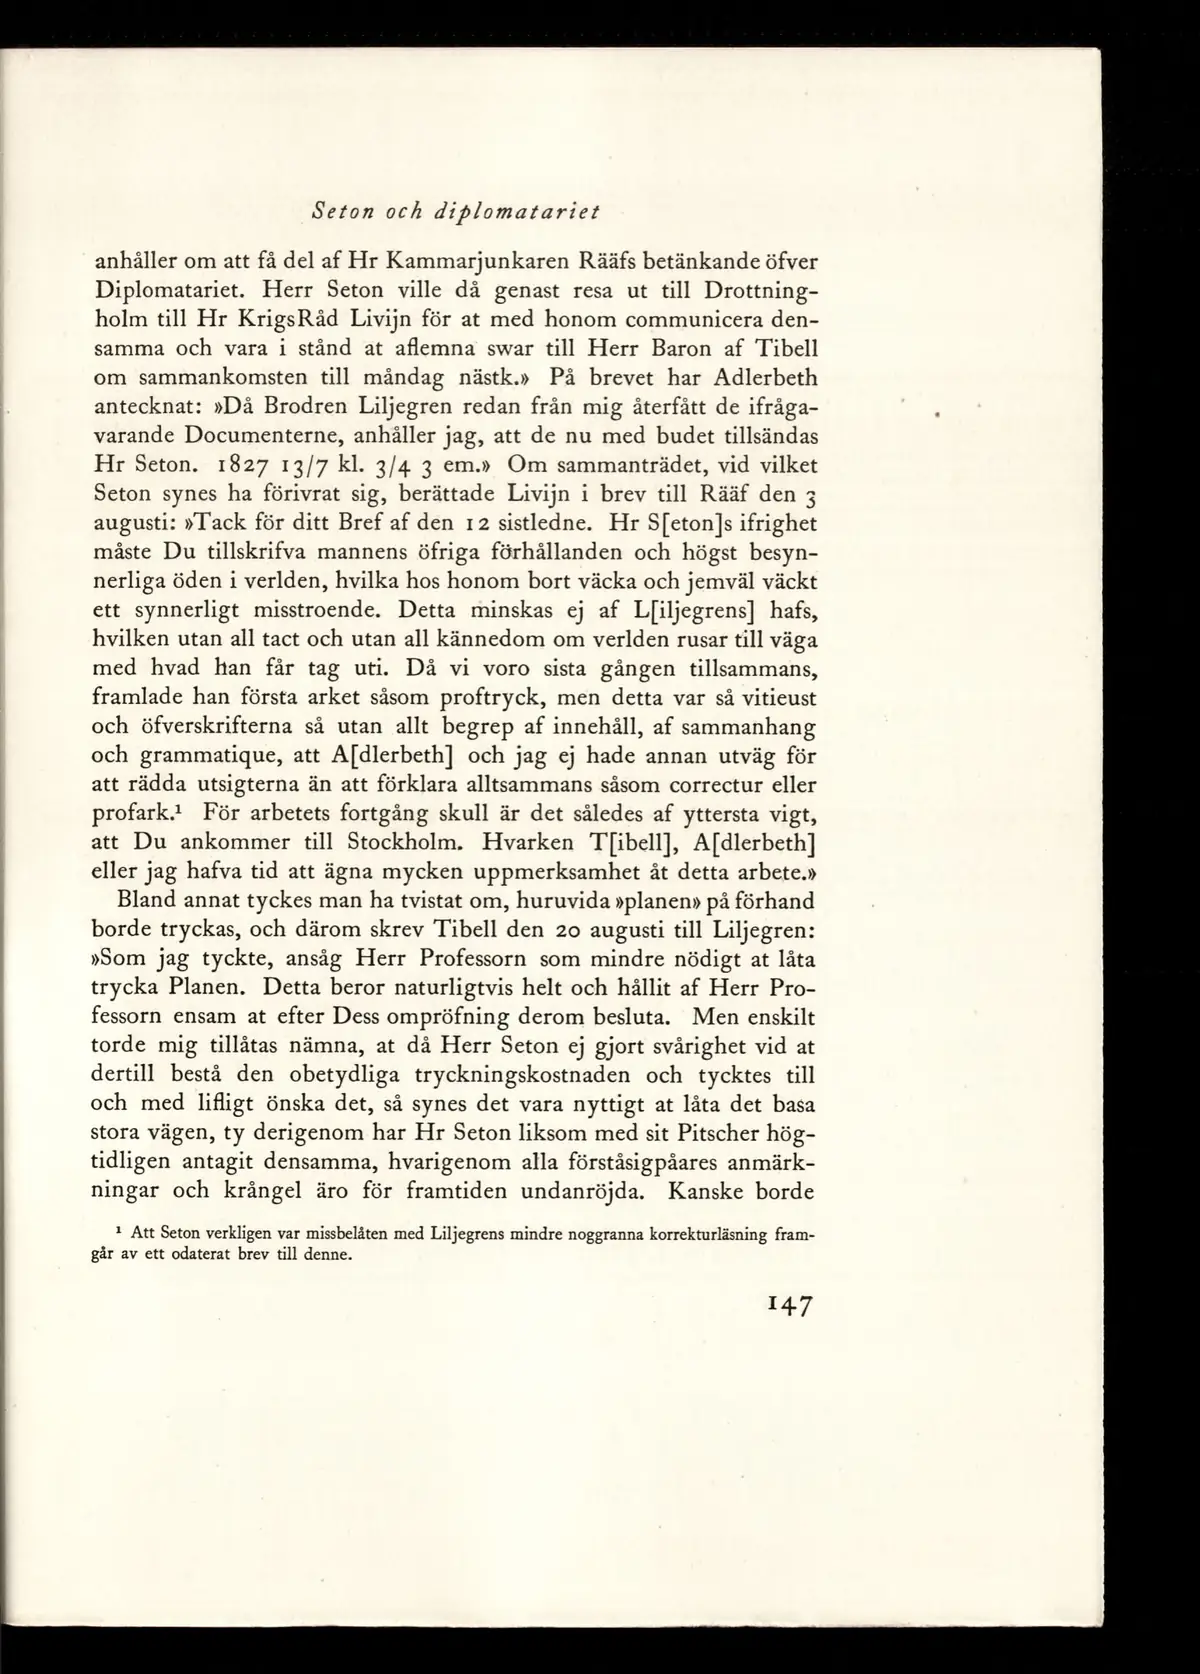 Seton och diplomatariet
anhåller om att få del af Hr Kammarjunkaren Rääfs betänkande öfver
Diplomatariet. Herr Seton ville då genast resa ut till Drottning-
holm till Hr KrigsRåd Livijn för at med honom communicera den-
samma och vara i stånd at aflemna swar till Herr Baron af Tibell
om sammankomsten till måndag nästk.» På brevet har Adlerbeth
antecknat: »Då Brodren Liljegren redan från mig återfått de ifråga-
varande Documenterne, anhåller jag, att de nu med budet tillsändas
Hr Seton. 1827 13/7 kl. 3/4 3 em.» Om sammanträdet, vid vilket
Seton synes ha förivrat sig, berättade Livijn i brev till Rääf den 3
augusti: »Tack för ditt Bref af den 12 sistledne. Hr S[eton]s ifrighet
måste Du tillskrifva mannens öfriga förhållanden och högst besyn-
nerliga öden i verlden, hvilka hos honom bort väcka och jemväl väckt
ett synnerligt misstroende. Detta minskas ej af L[iljegrens] hafs,
hvilken utan all tact och utan all kännedom om verlden rusar till väga
med hvad han får tag uti. Då vi voro sista gången tillsammans,
framlade han första arket såsom proftryck, men detta var så vitieust
och öfverskrifterna så utan allt begrep af innehåll, af sammanhang
och grammatique, att A[dlerbeth] och jag ej hade annan utväg för
att rädda utsigterna än att förklara alltsammans såsom correctur eller
profark.¹ För arbetets fortgång skull är det således af yttersta vigt,
att Du ankommer till Stockholm. Hvarken T[ibell], A[dlerbeth]
eller jag hafva tid att ägna mycken uppmerksamhet åt detta arbete.»
Bland annat tyckes man ha tvistat om, huruvida »planen» på förhand
borde tryckas, och därom skrev Tibell den 20 augusti till Liljegren:
»Som jag tyckte, ansåg Herr Professorn som mindre nödigt at låta
trycka Planen. Detta beror naturligtvis helt och hållit af Herr Pro-
fessorn ensam at efter Dess ompröfning derom besluta. Men enskilt
torde mig tillåtas nämna, at då Herr Seton ej gjort svårighet vid at
dertill bestå den obetydliga tryckningskostnaden och tycktes till
och med lifligt önska det, så synes det vara nyttigt at låta det basa
stora vägen, ty derigenom har Hr Seton liksom med sit Pitscher hög-
tidligen antagit densamma, hvarigenom alla förståsigpåares anmärk-
ningar och krångel äro för framtiden undanröjda. Kanske borde
¹ Att Seton verkligen var missbelåten med Liljegrens mindre noggranna korrekturläsning fram-
går av ett odaterat brev till denne.
147